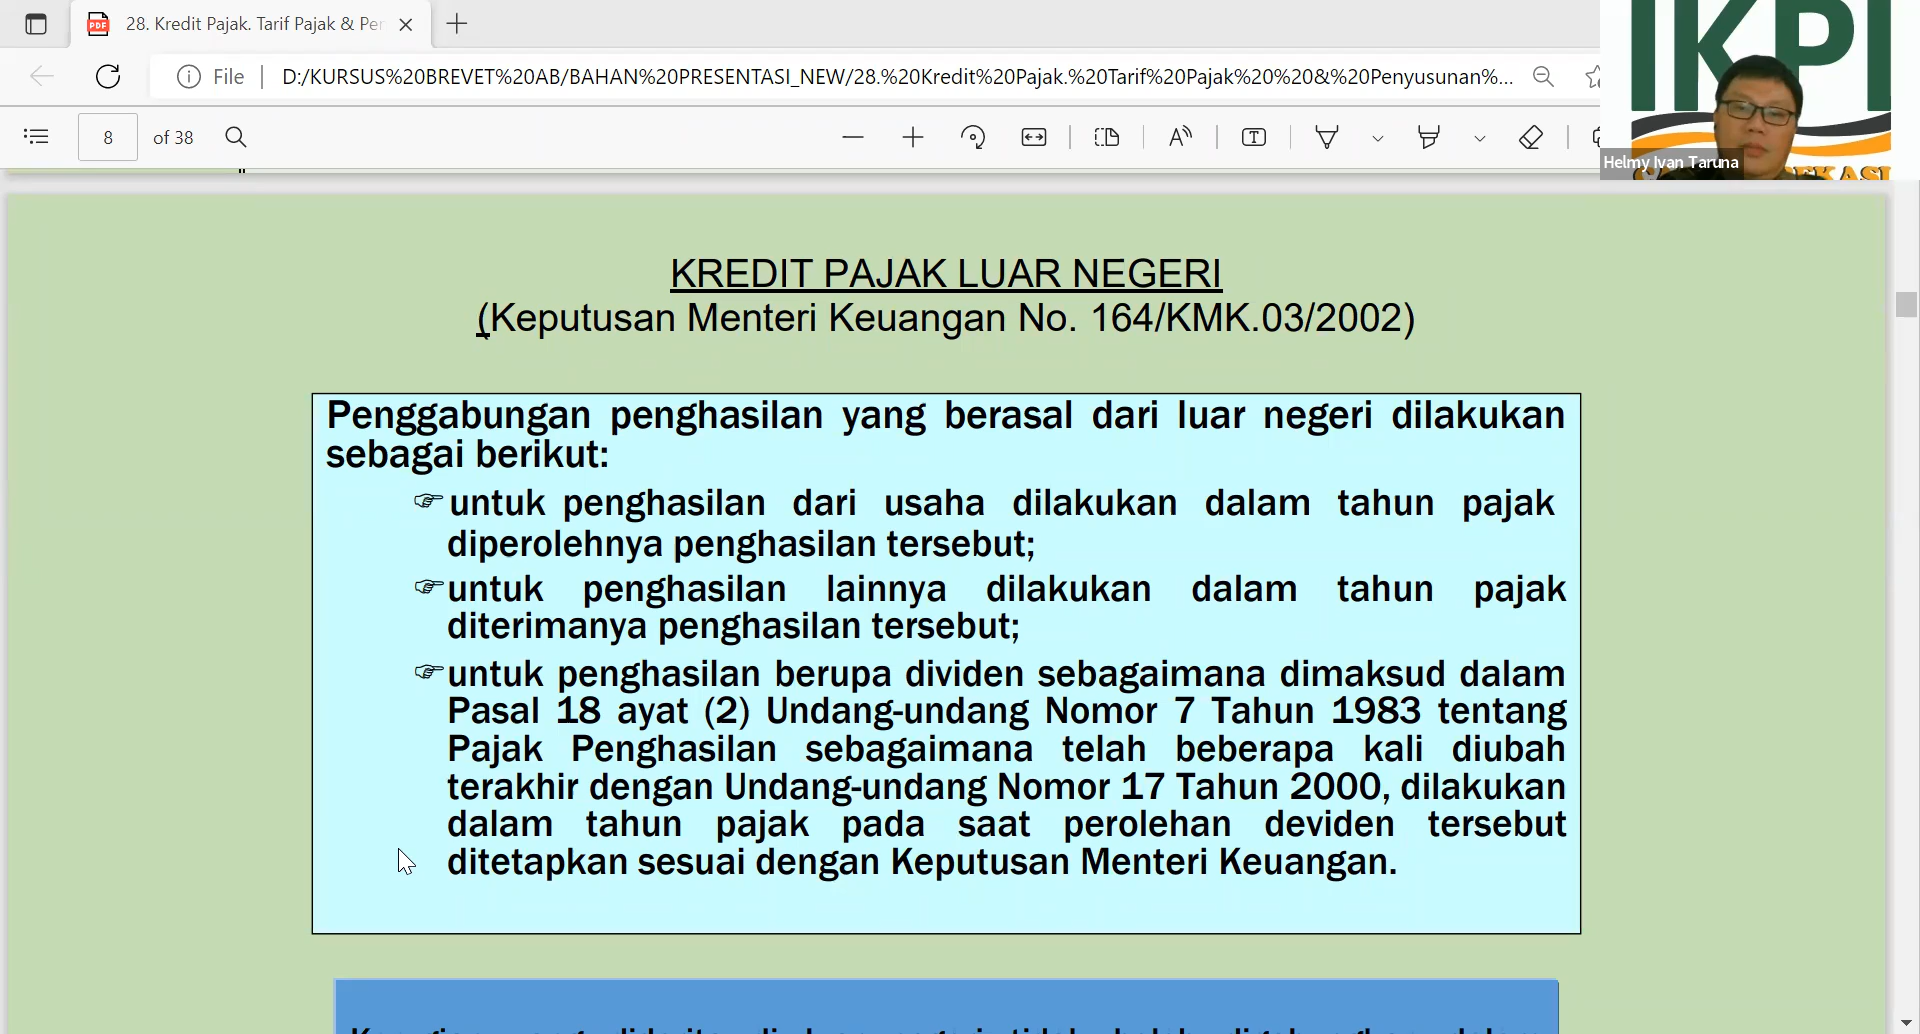 28. Kredit Pajak. Tarif Pajak & Per
File
D:/KURSUS%20BREVET%20AB/BAHAN%20PRESENTASI_NEW/28.%20Kredit%20Pajak.%20Tarif%20Pajak%20%20&%20Penyusunan%...
8 of 38
IKPI
Helmy Ivan Taruna
KREDIT PAJAK LUAR NEGERI
(Keputusan Menteri Keuangan No. 164/KMK.03/2002)
Penggabungan penghasilan yang berasal dari luar negeri dilakukan
sebagai berikut:
☞untuk penghasilan dari usaha dilakukan dalam tahun pajak
diperolehnya penghasilan tersebut;
☞untuk penghasilan lainnya dilakukan dalam tahun pajak
diterimanya penghasilan tersebut;
☞untuk penghasilan berupa dividen sebagaimana dimaksud dalam
Pasal 18 ayat (2) Undang-undang Nomor 7 Tahun 1983 tentang
Pajak Penghasilan sebagaimana telah beberapa kali diubah
terakhir dengan Undang-undang Nomor 17 Tahun 2000, dilakukan
dalam tahun pajak pada saat perolehan deviden tersebut
ditetapkan sesuai dengan Keputusan Menteri Keuangan.